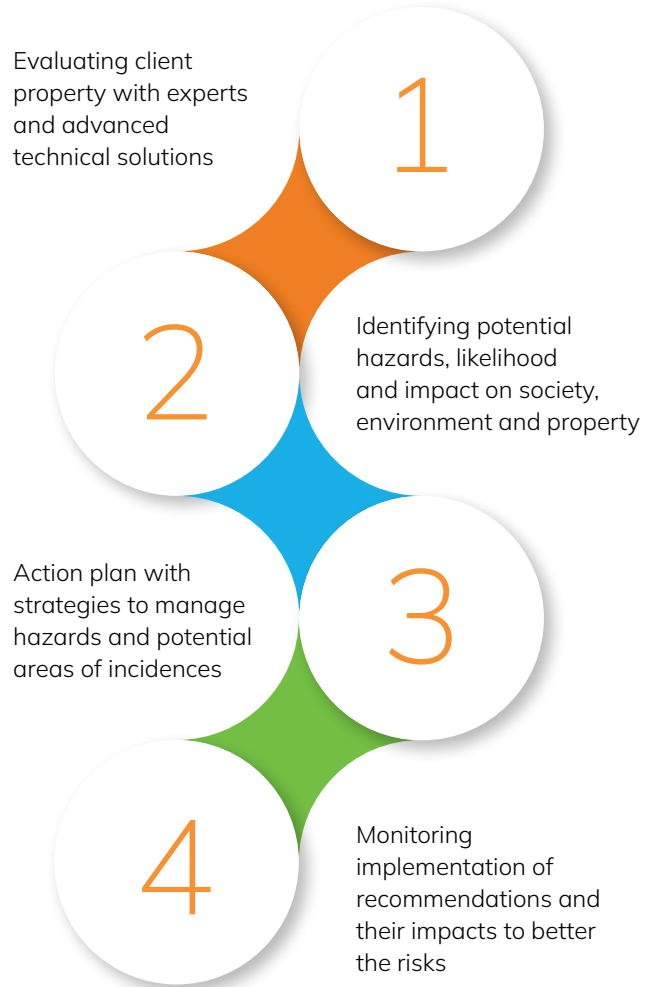 Evaluating client
property with experts
and advanced
technical solutions
1
2
Identifying potential
hazards, likelihood
and impact on society,
environment and property
Action plan with
strategies to manage
hazards and potential
areas of incidences
3
4
Monitoring
implementation of
recommendations and
their impacts to better
the risks